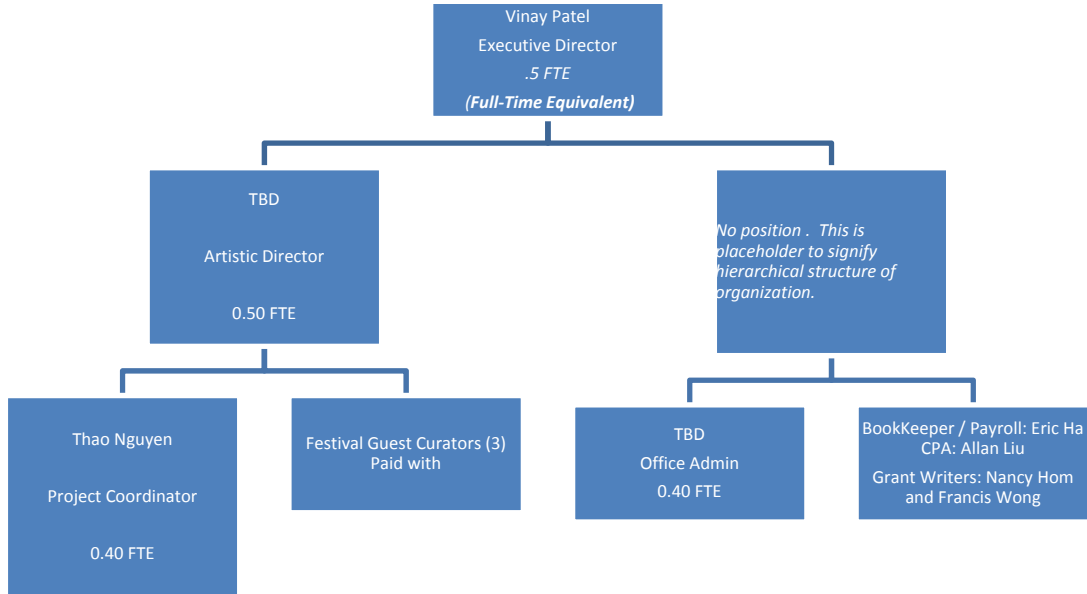 Vinay Patel
Executive Director
.5 FTE
(Full-Time Equivalent)
TBD
Artistic Director
0.50 FTE
No position . This is
placeholder to signify
hierarchical structure of
organization.
Thao Nguyen
Project Coordinator
0.40 FTE
Festival Guest Curators (3)
Paid with
TBD
Office Admin
0.40 FTE
BookKeeper / Payroll: Eric Ha
CPA: Allan Liu
Grant Writers: Nancy Hom
and Francis Wong